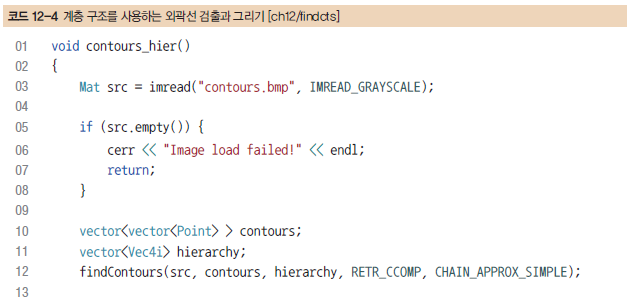 코드 12-4 계층 구조를 사용하는 외곽선 검출과 그리기 [ch12/findcts]
01 void contours_hier()
02 {
03 Mat src = imread("contours.bmp", IMREAD_GRAYSCALE);
04
05 if (src.empty()) {
06 cerr << "Image load failed!" << endl;
07 return;
08 }
09
10 vector<vector<Point> > contours;
11 vector<Vec4i> hierarchy;
12 findContours(src, contours, hierarchy, RETR_CCOMP, CHAIN_APPROX_SIMPLE);
13